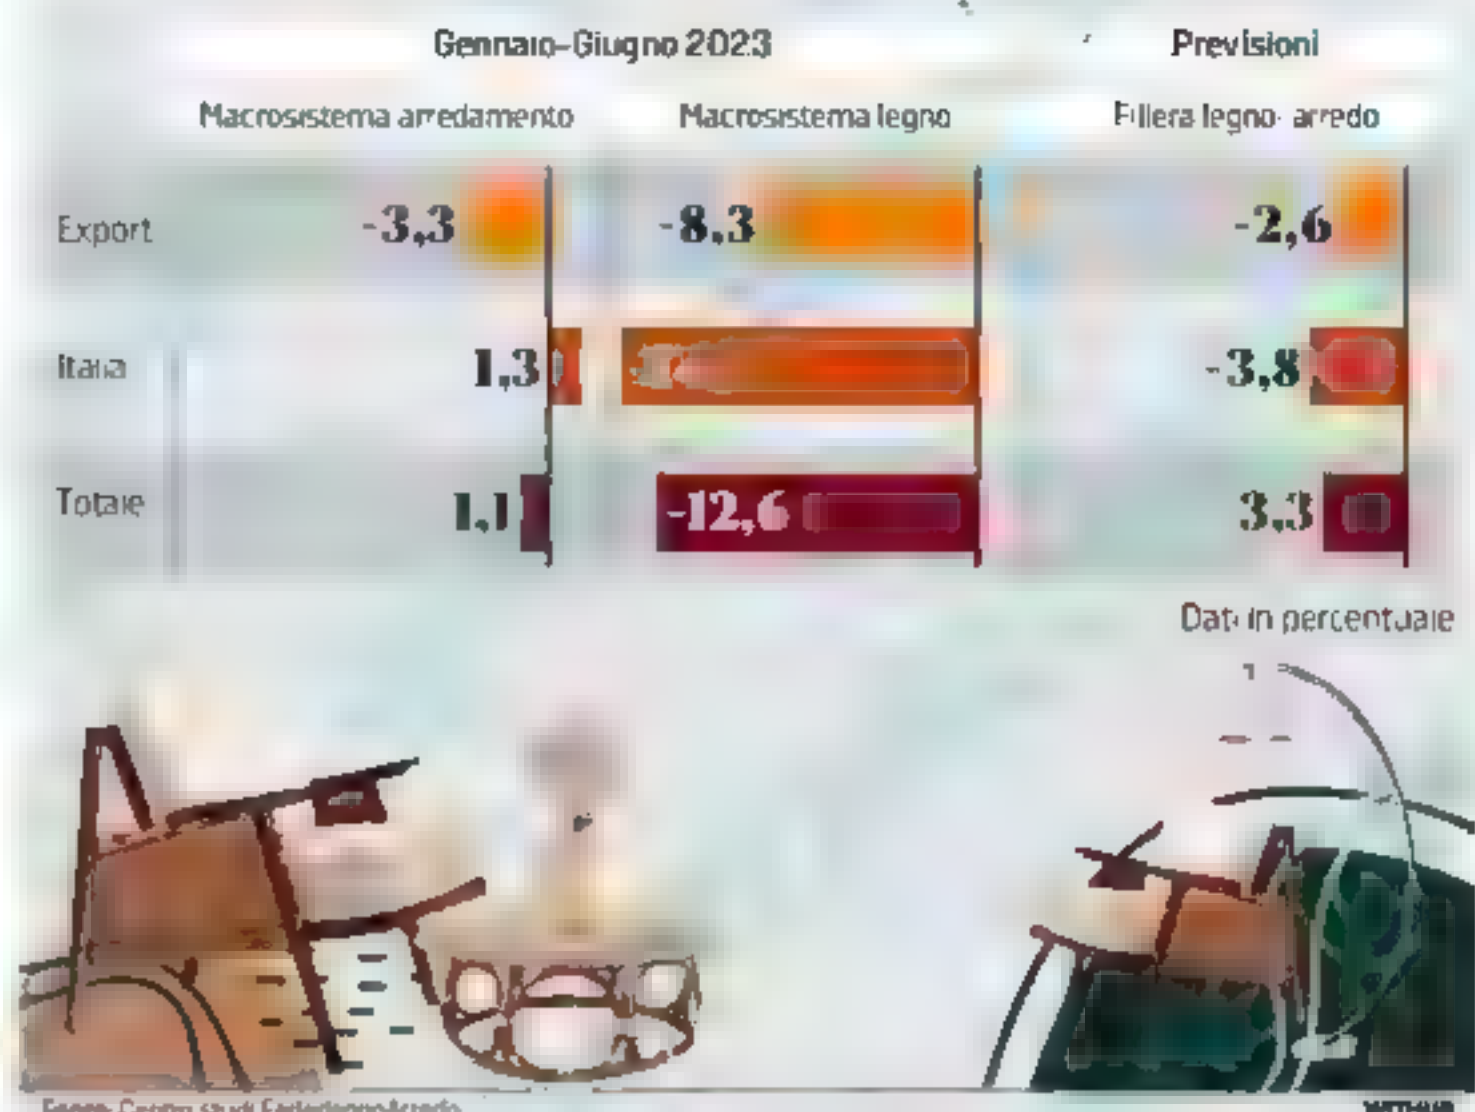 Gennaio-Giugno 2023 Previsioni
Macrosistema arredamento Macrosistema legno Filiera legno-arredo
Export -3,3 -8,3 -2,6
Italia 1,3 -3,8
Totale 1,1 -12,6 3,3
Dati in percentuale